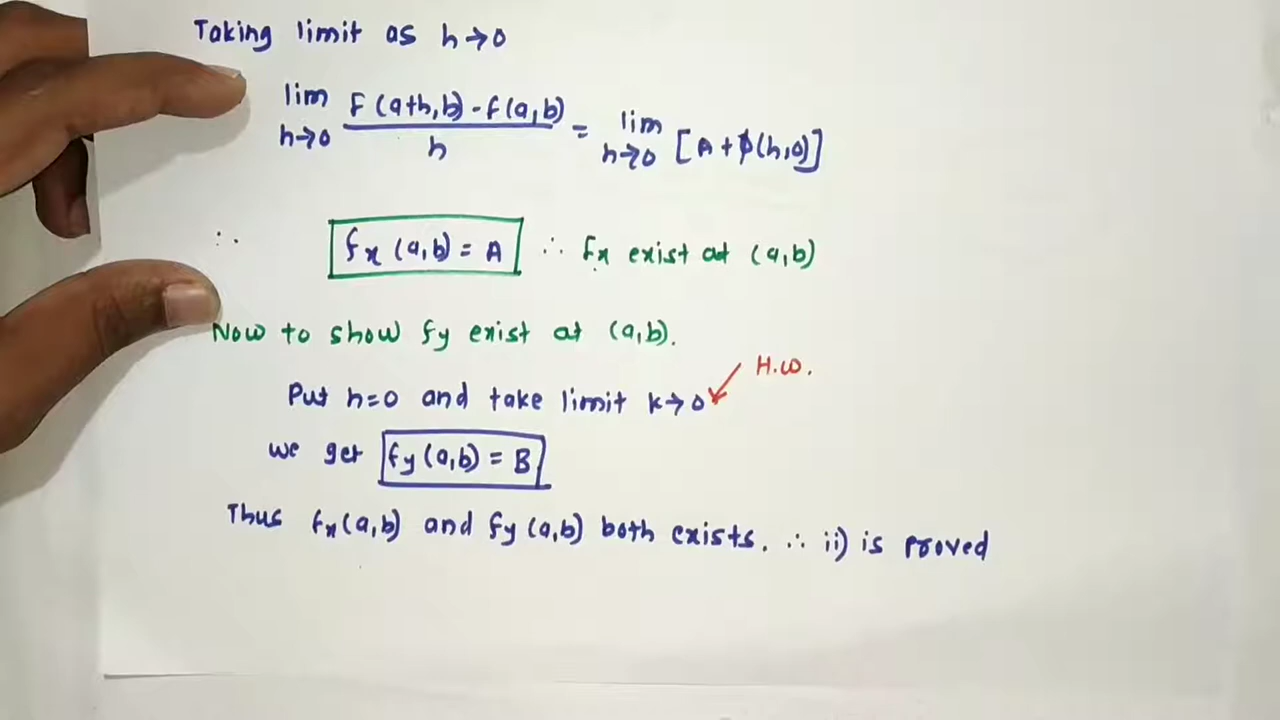 Taking limit as h→0
lim h→0 F(a+h,b)-f(a,b) / h = lim h→0 [A+ϕ(h,0)]
∴ fx (a,b) = A ∴ fx exist at (a,b)
Now to show fy exist at (a,b).
H.W.
Put h=0 and take limit k→0
we get fy(a,b) = B
Thus fx(a,b) and fy(a,b) both exists. ∴ ii) is proved